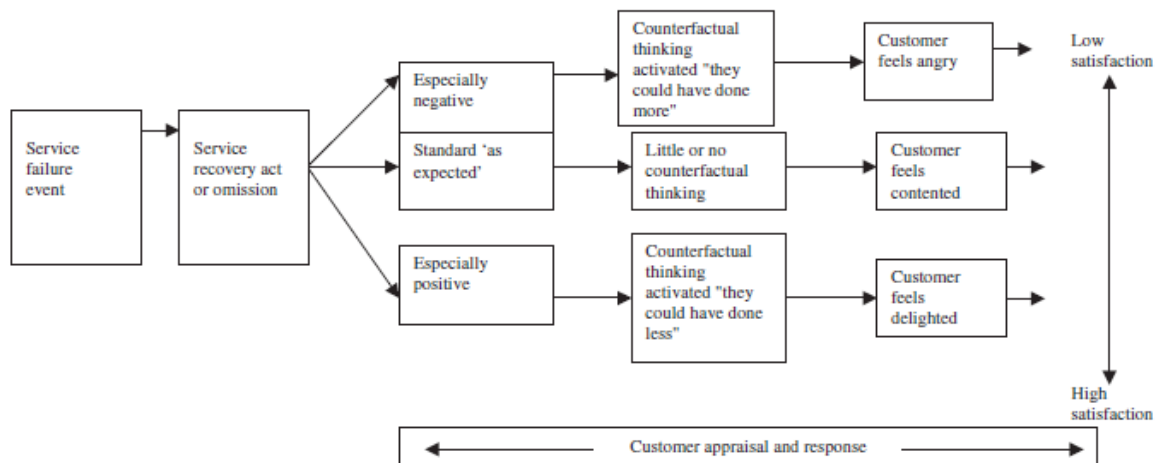 Service
failure
event
Service
recovery act
or omission
Especially
negative
Standard ‘as
expected’
Especially
positive
Counterfactual
thinking
activated "they
could have done
more"
Little or no
counterfactual
thinking
Counterfactual
thinking
activated "they
could have done
less"
Customer
feels angry
Customer
feels
contented
Customer
feels
delighted
Low
satisfaction
High
satisfaction
Customer appraisal and response